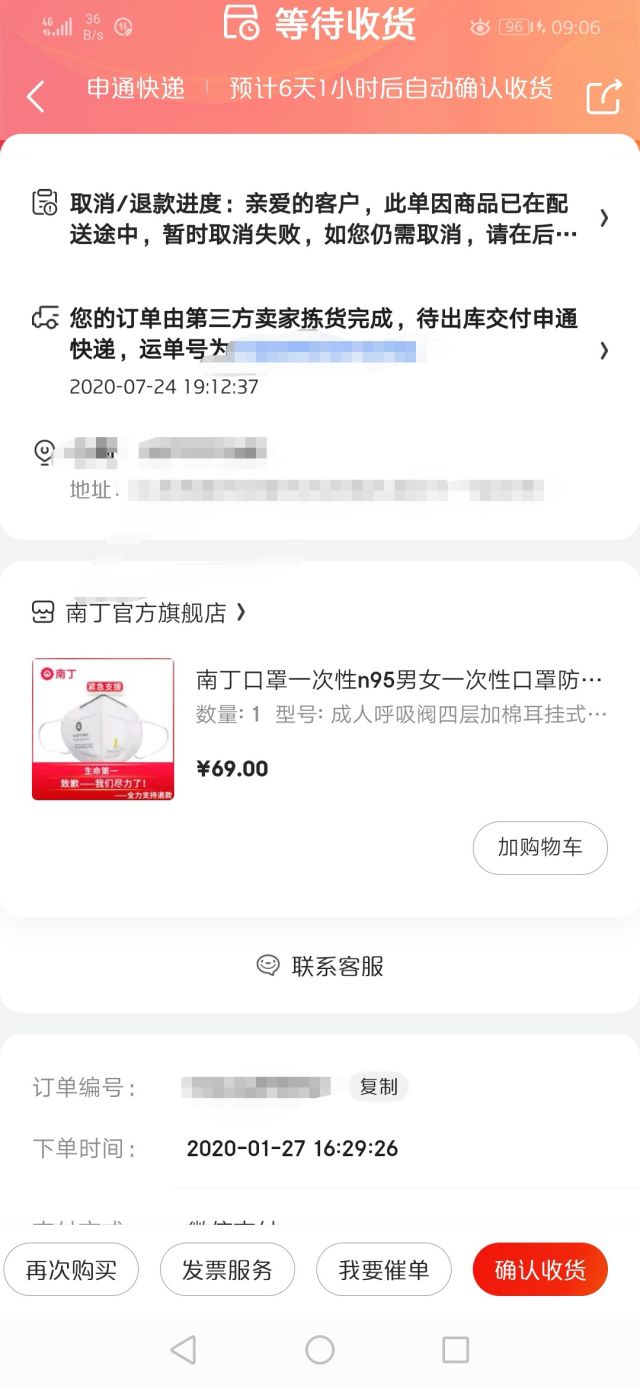 4G 36 B/s 等待收货 96 09:06
申通快递 预计6天1小时后自动确认收货
取消/退款进度：亲爱的客户，此单因商品已在配
送途中，暂时取消失败，如您仍需取消，请在后…
您的订单由第三方卖家拣货完成，待出库交付申通
快递，运单号为
2020-07-24 19:12:37
地址
南丁官方旗舰店
南丁
紧急支援
生命第一
致歉——我们尽力了！
——全力支持退款
南丁口罩一次性n95男女一次性口罩防…
数量: 1 型号: 成人呼吸阀四层加棉耳挂式…
¥69.00
加购物车
联系客服
订单编号：
复制
下单时间：
2020-01-27 16:29:26
再次购买
发票服务
我要催单
确认收货